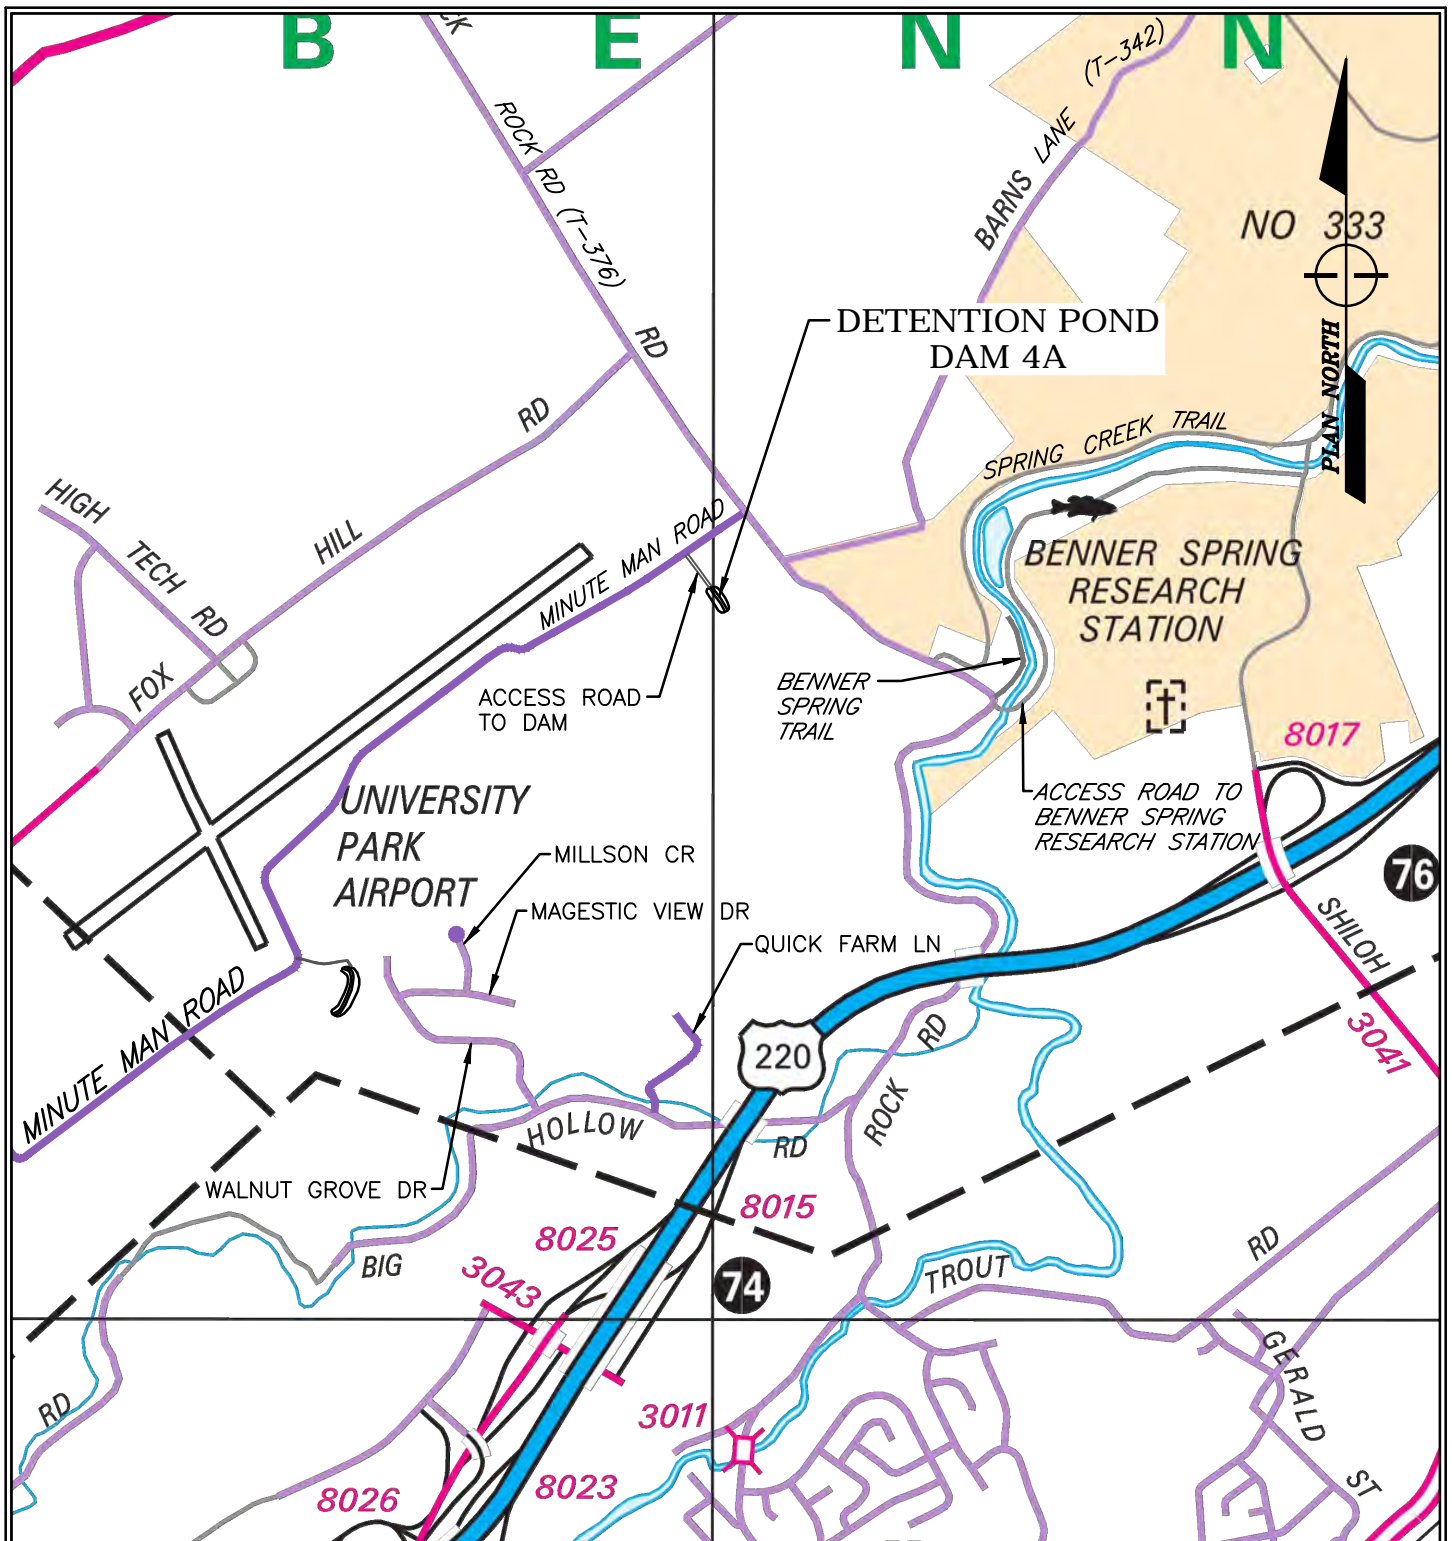 B E N N
CK
ROCK RD (T-376)
RD
BARNS LANE (T-342)
NO 333
PLAN NORTH
DETENTION POND
DAM 4A
SPRING CREEK TRAIL
RD
HILL
FOX
HIGH TECH RD
MINUTE MAN ROAD
BENNER SPRING
RESEARCH
STATION
ACCESS ROAD
TO DAM
BENNER
SPRING
TRAIL
8017
ACCESS ROAD TO
BENNER SPRING
RESEARCH STATION
UNIVERSITY
PARK
AIRPORT
MILLSON CR
MAGESTIC VIEW DR
QUICK FARM LN
76
SHILOH
3041
MINUTE MAN ROAD
220
RD
ROCK
HOLLOW
RD
WALNUT GROVE DR
8015
8025
BIG
3043
74
TROUT
RD
GERALD
ST
RD
3011
8026
8023